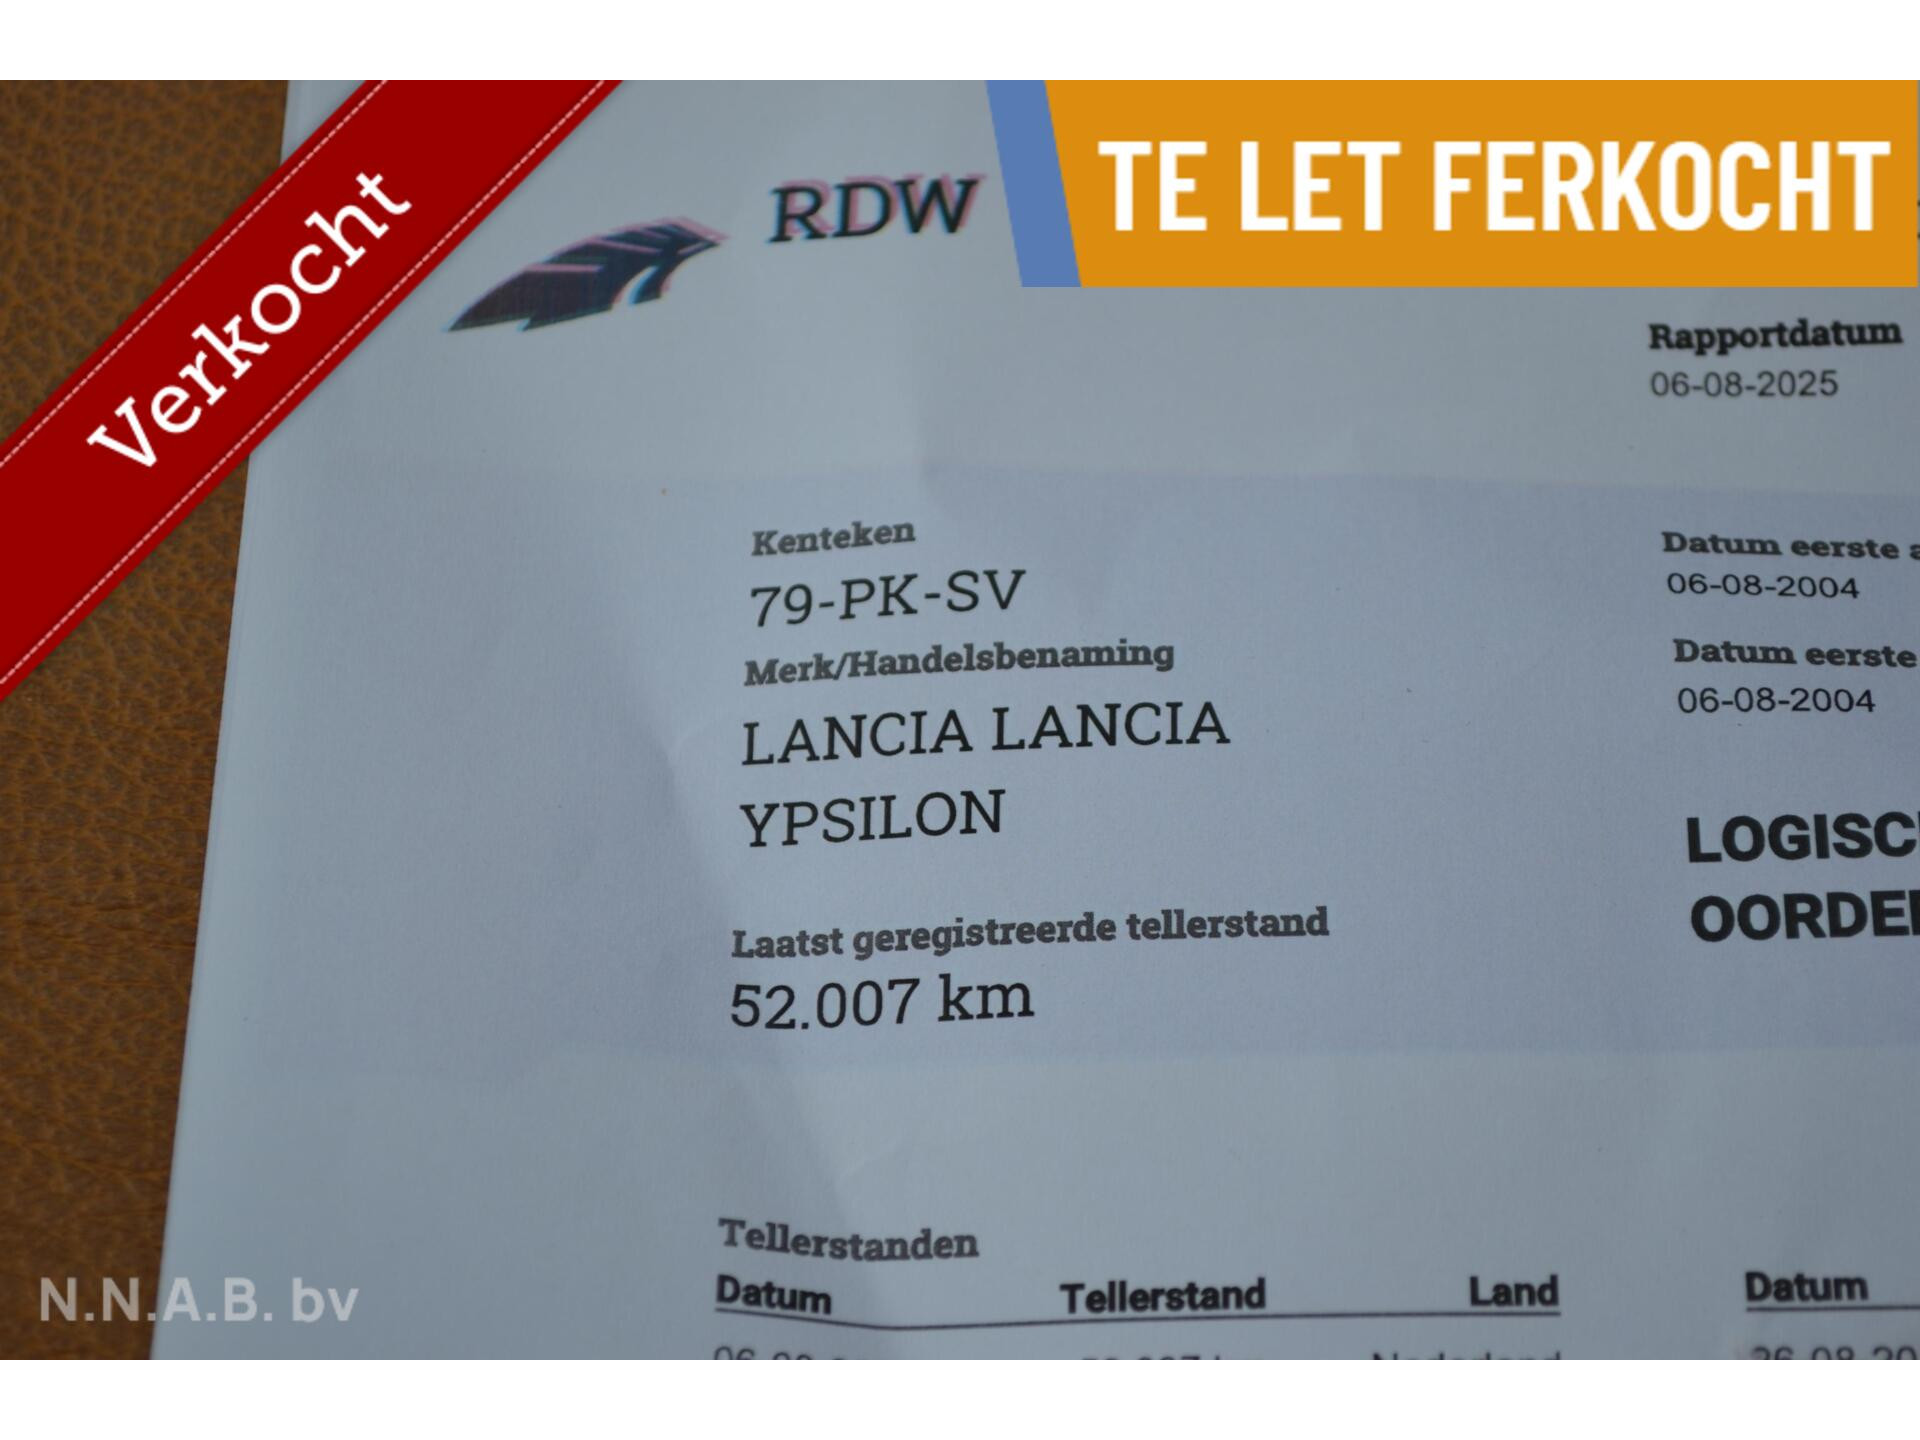 Verkocht
RDW
TE LET FERKOCHT
Rapportdatum
06-08-2025
Kenteken
79-PK-SV
Merk/Handelsbenaming
LANCIA LANCIA
YPSILON
Laatst geregistreerde tellerstand
52.007 km
Datum eerste
06-08-2004
Datum eerste
06-08-2004
LOGISC
OORDE
Tellerstanden
Datum Tellerstand Land Datum
N.N.A.B. bv